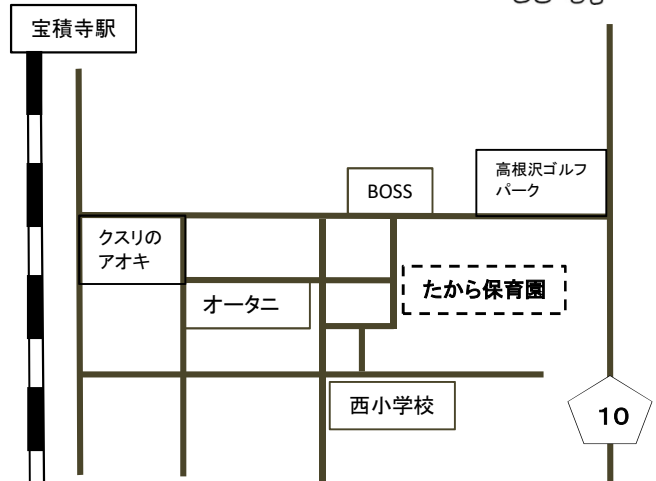 宝積寺駅
高根沢ゴルフ
パーク
BOSS
クスリの
アオキ
たから保育園
オータニ
西小学校
10